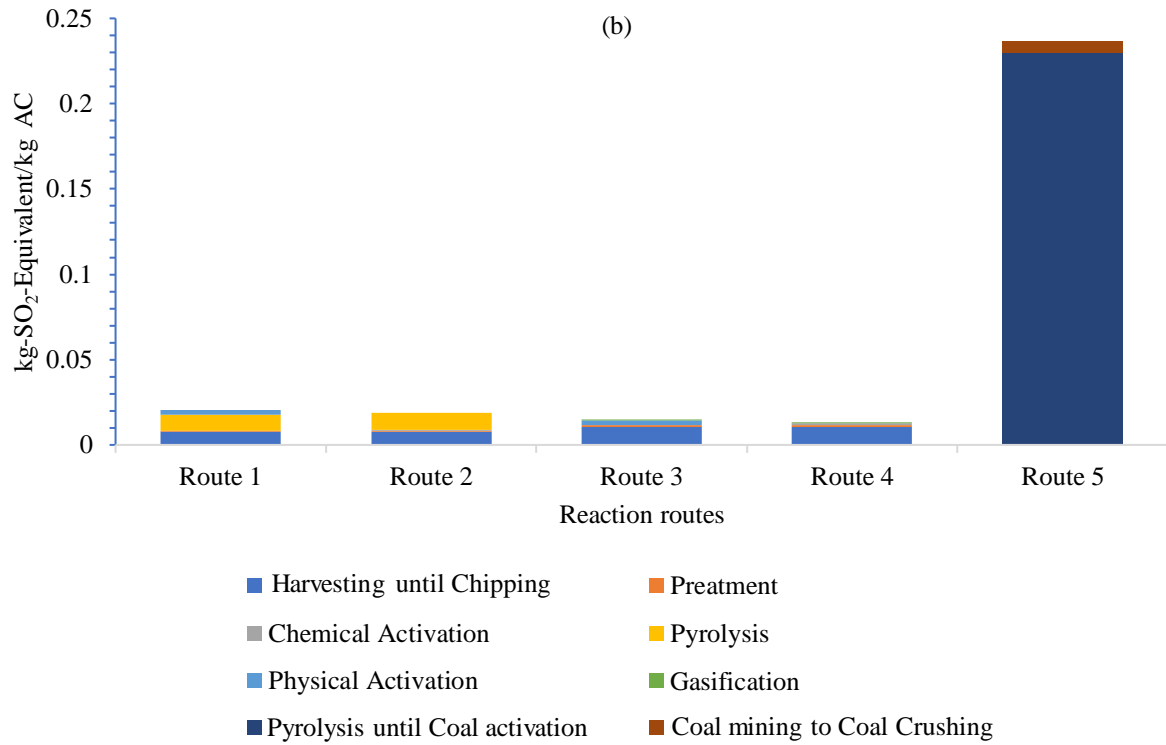 (b)
0.25
0.2
0.15
0.1
0.05
0
kg-SO2-Equivalent/kg AC
Route 1 Route 2 Route 3 Route 4 Route 5
Reaction routes
Harvesting until Chipping
Preatment
Chemical Activation
Pyrolysis
Physical Activation
Gasification
Pyrolysis until Coal activation
Coal mining to Coal Crushing